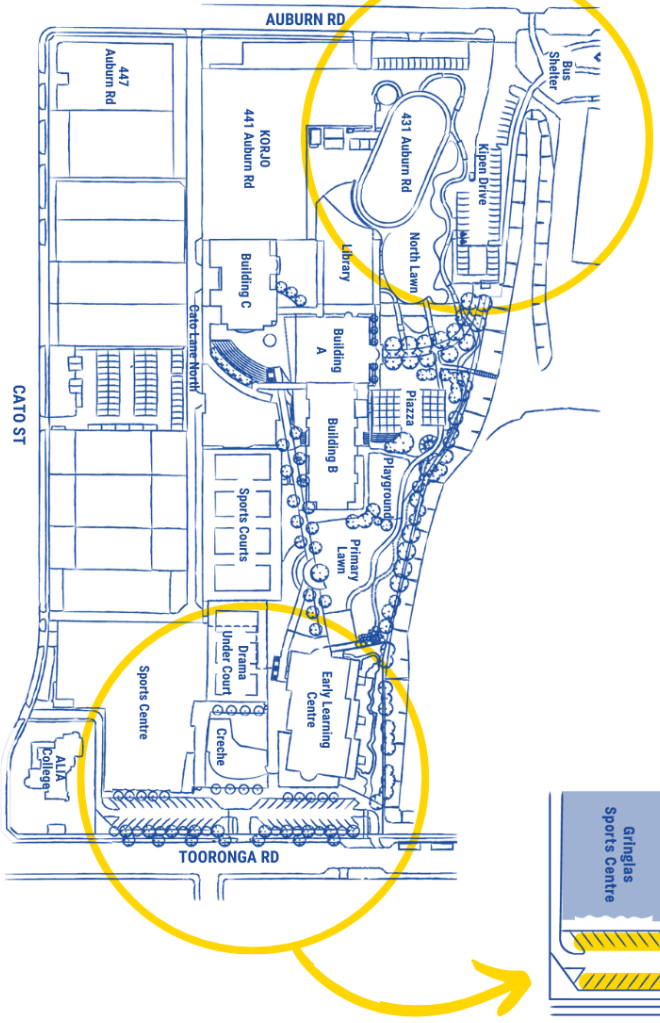 AUBURN RD
Bus
Shelter
447
Auburn Rd
KORJO
441 Auburn Rd
431 Auburn Rd
Kipen Drive
North Lawn
Library
Building C
Building
A
Cato Lane North
CATO ST
Piazza
Building B
Playground
Sports Courts
Primary
Lawn
Drama
Under Court
Early Learning
Centre
Sports Centre
Creche
ALIA
College
TOORONGA RD
Gringlas
Sports Centre